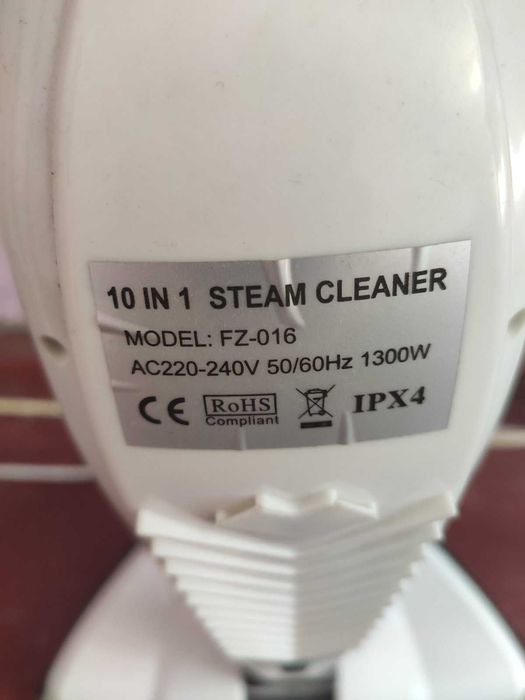 10 IN 1 STEAM CLEANER
MODEL: FZ-016
AC220-240V 50/60Hz 1300W
CE RoHS IPX4
Compliant